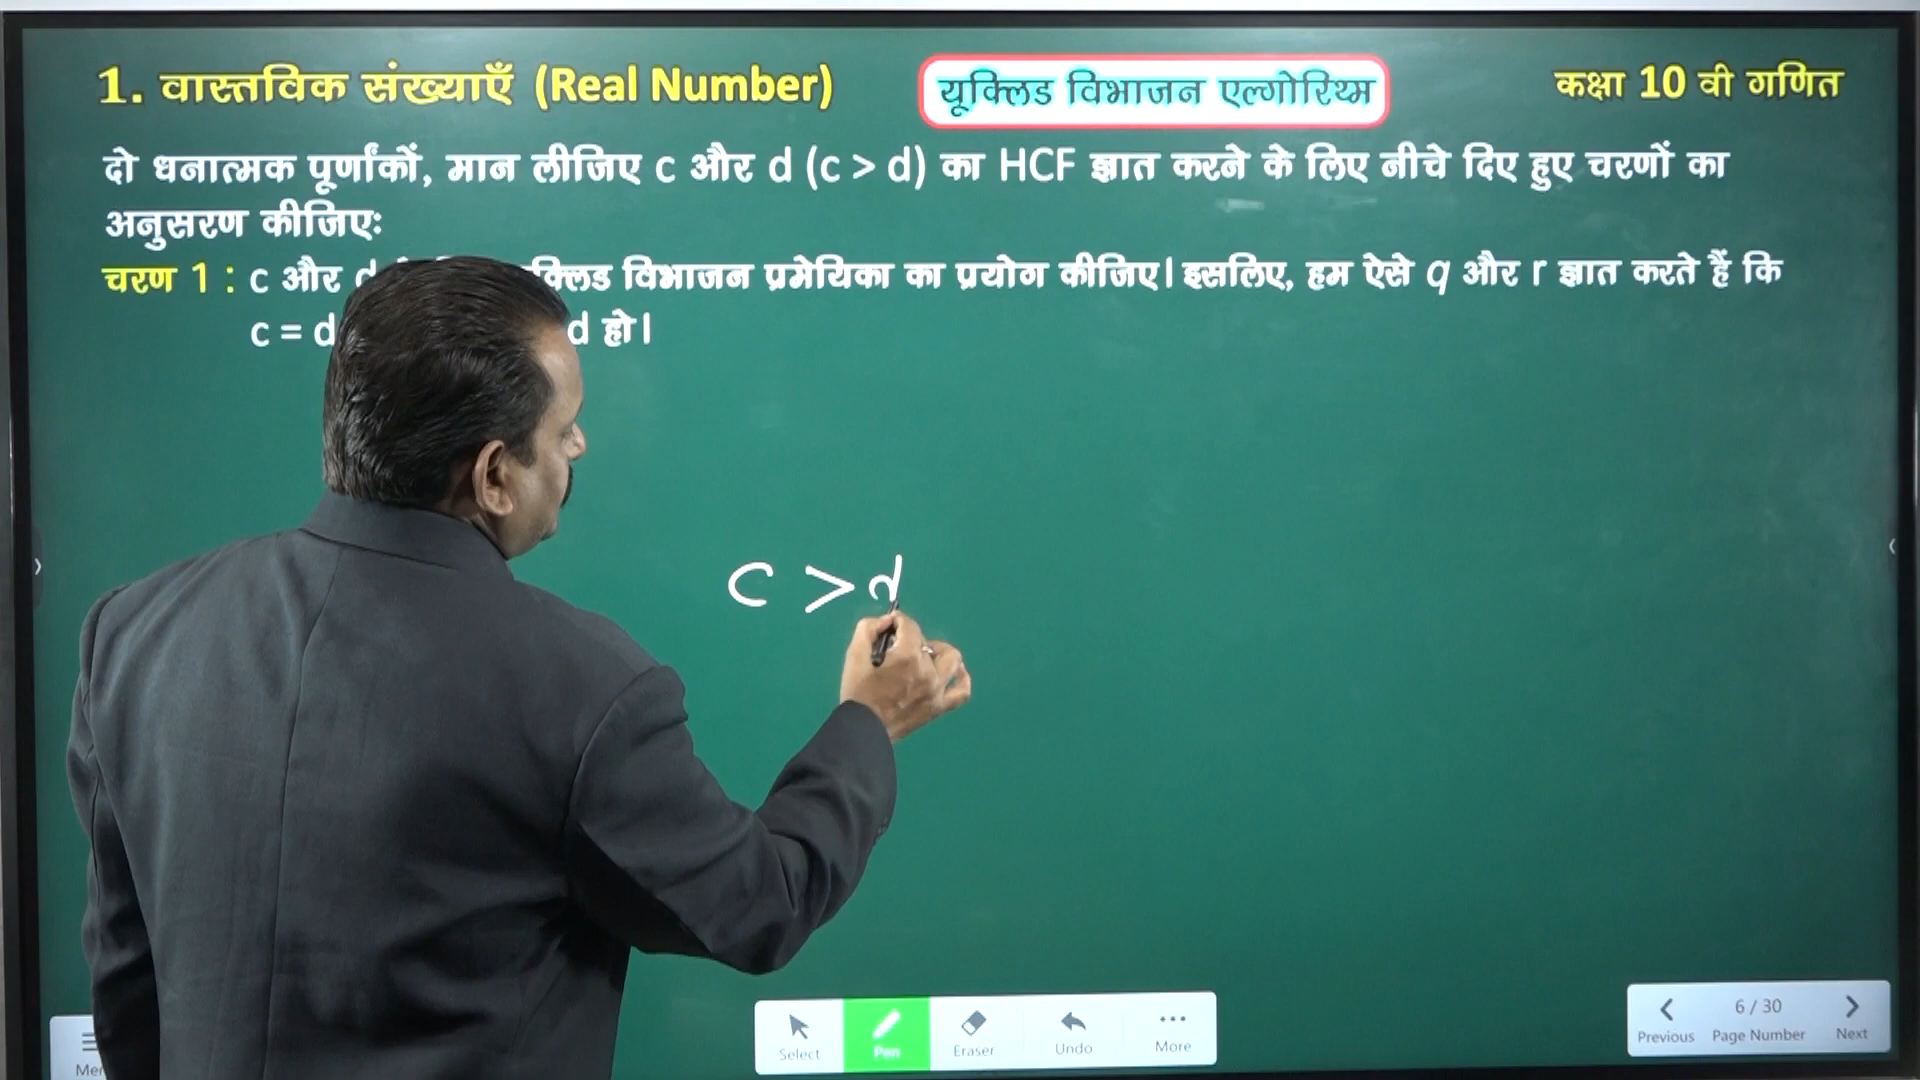 1. वास्तविक संख्याएँ (Real Number)
यूक्लिड विभाजन एल्गोरिथ्म
कक्षा 10 वी गणित
दो धनात्मक पूर्णांकों, मान लीजिए c और d (c > d) का HCF ज्ञात करने के लिए नीचे दिए हुए चरणों का
अनुसरण कीजिएः
चरण 1 : c और विभाजन प्रमेयिका का प्रयोग कीजिए। इसलिए, हम ऐसे q और r ज्ञात करते हैं कि
c = d d हो।
c > d
Select
Pen
Eraser
Undo
More
Previous
6 / 30
Page Number
Next